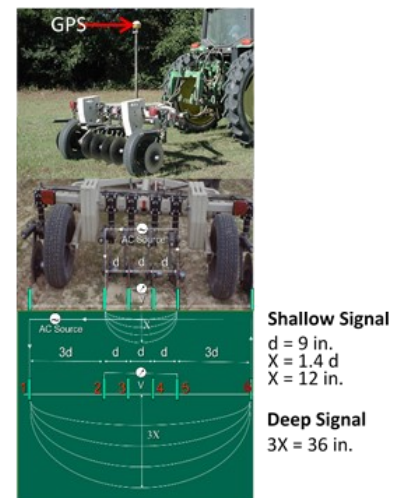 GPS
AC Source
d d d
V
X
AC Source
3d d d d 3d
1 2 3 V 4 5 6
3X
Shallow Signal
d = 9 in.
X = 1.4 d
X = 12 in.
Deep Signal
3X = 36 in.